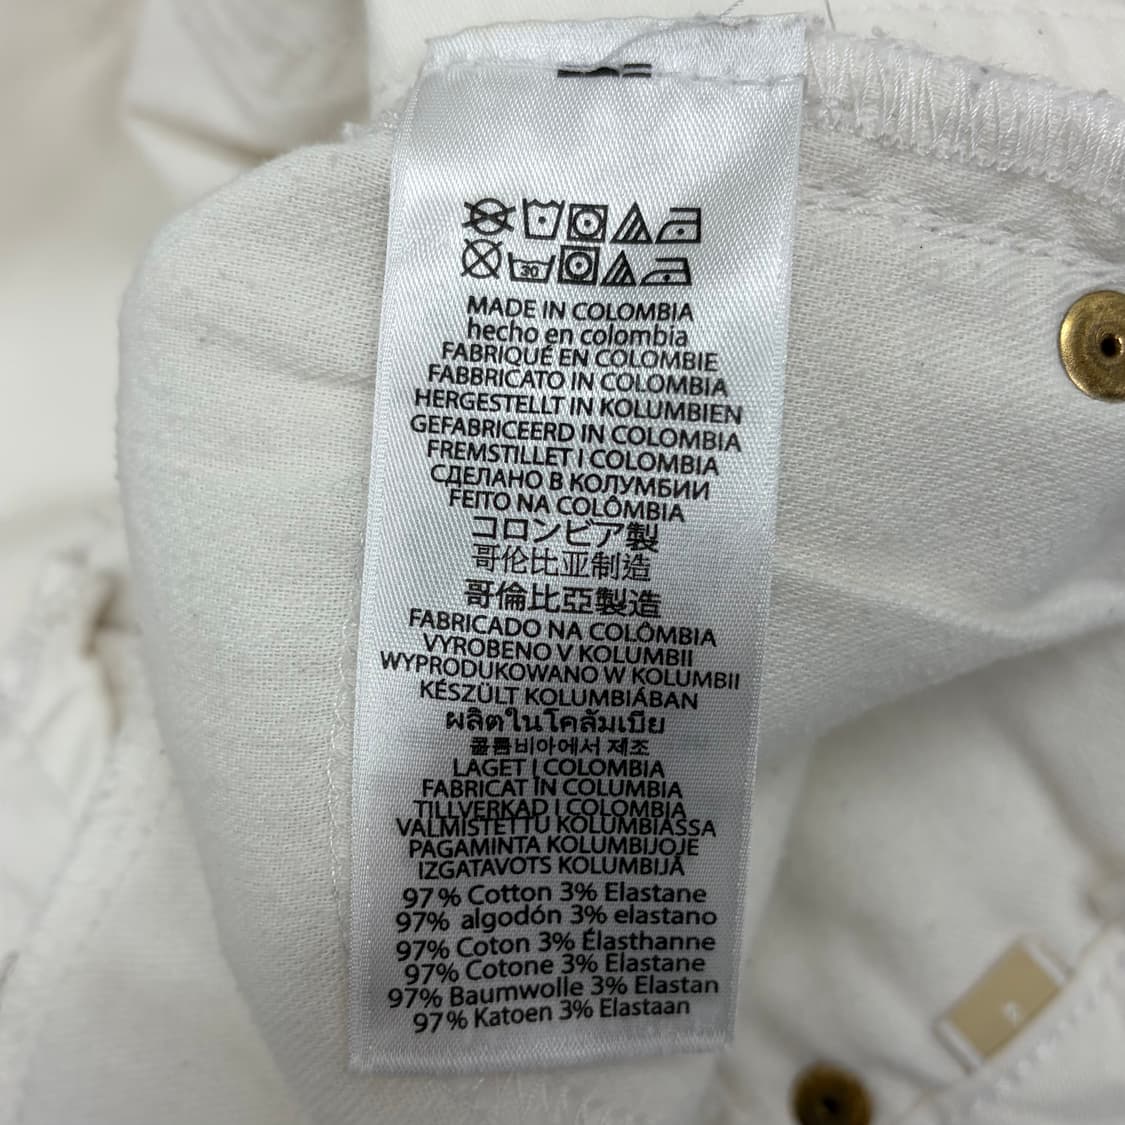 30
MADE IN COLOMBIA
hecho en colombia
FABRIQUÉ EN COLOMBIE
FABBRICATO IN COLOMBIA
HERGESTELLT IN KOLUMBIEN
GEFABRICEERD IN COLOMBIA
FREMSTILLET I COLOMBIA
СДЕЛАНО В КОЛУМБИИ
FEITO NA COLÔMBIA
コロンビア製
哥伦比亚制造
哥倫比亞製造
FABRICADO NA COLÔMBIA
VYROBENO V KOLUMBII
WYPRODUKOWANO W KOLUMBII
KÉSZÜLT KOLUMBIÁBAN
ผลิตในโคลัมเบีย
콜롬비아에서 제조
LAGET I COLOMBIA
FABRICAT IN COLUMBIA
TILLVERKAD I COLOMBIA
VALMISTETTU KOLUMBIASSA
PAGAMINTA KOLUMBIJOJE
IZGATAVOTS KOLUMBIJĀ
97% Cotton 3% Elastane
97% algodón 3% elastano
97% Coton 3% Élasthanne
97% Cotone 3% Elastane
97% Baumwolle 3% Elastan
97% Katoen 3% Elastaan